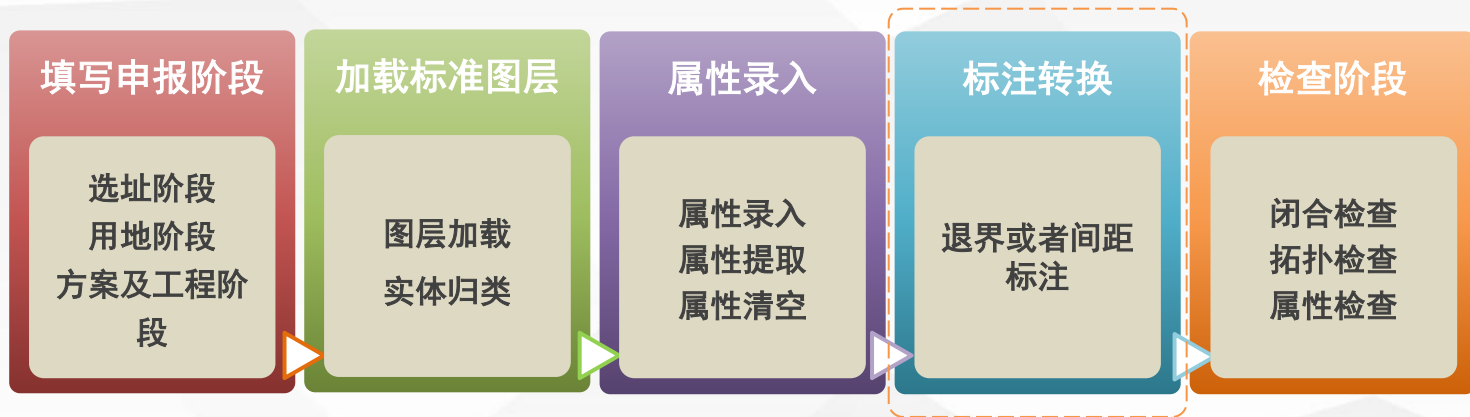 填写申报阶段
选址阶段
用地阶段
方案及工程阶
段
加载标准图层
图层加载
实体归类
属性录入
属性录入
属性提取
属性清空
标注转换
退界或者间距
标注
检查阶段
闭合检查
拓扑检查
属性检查